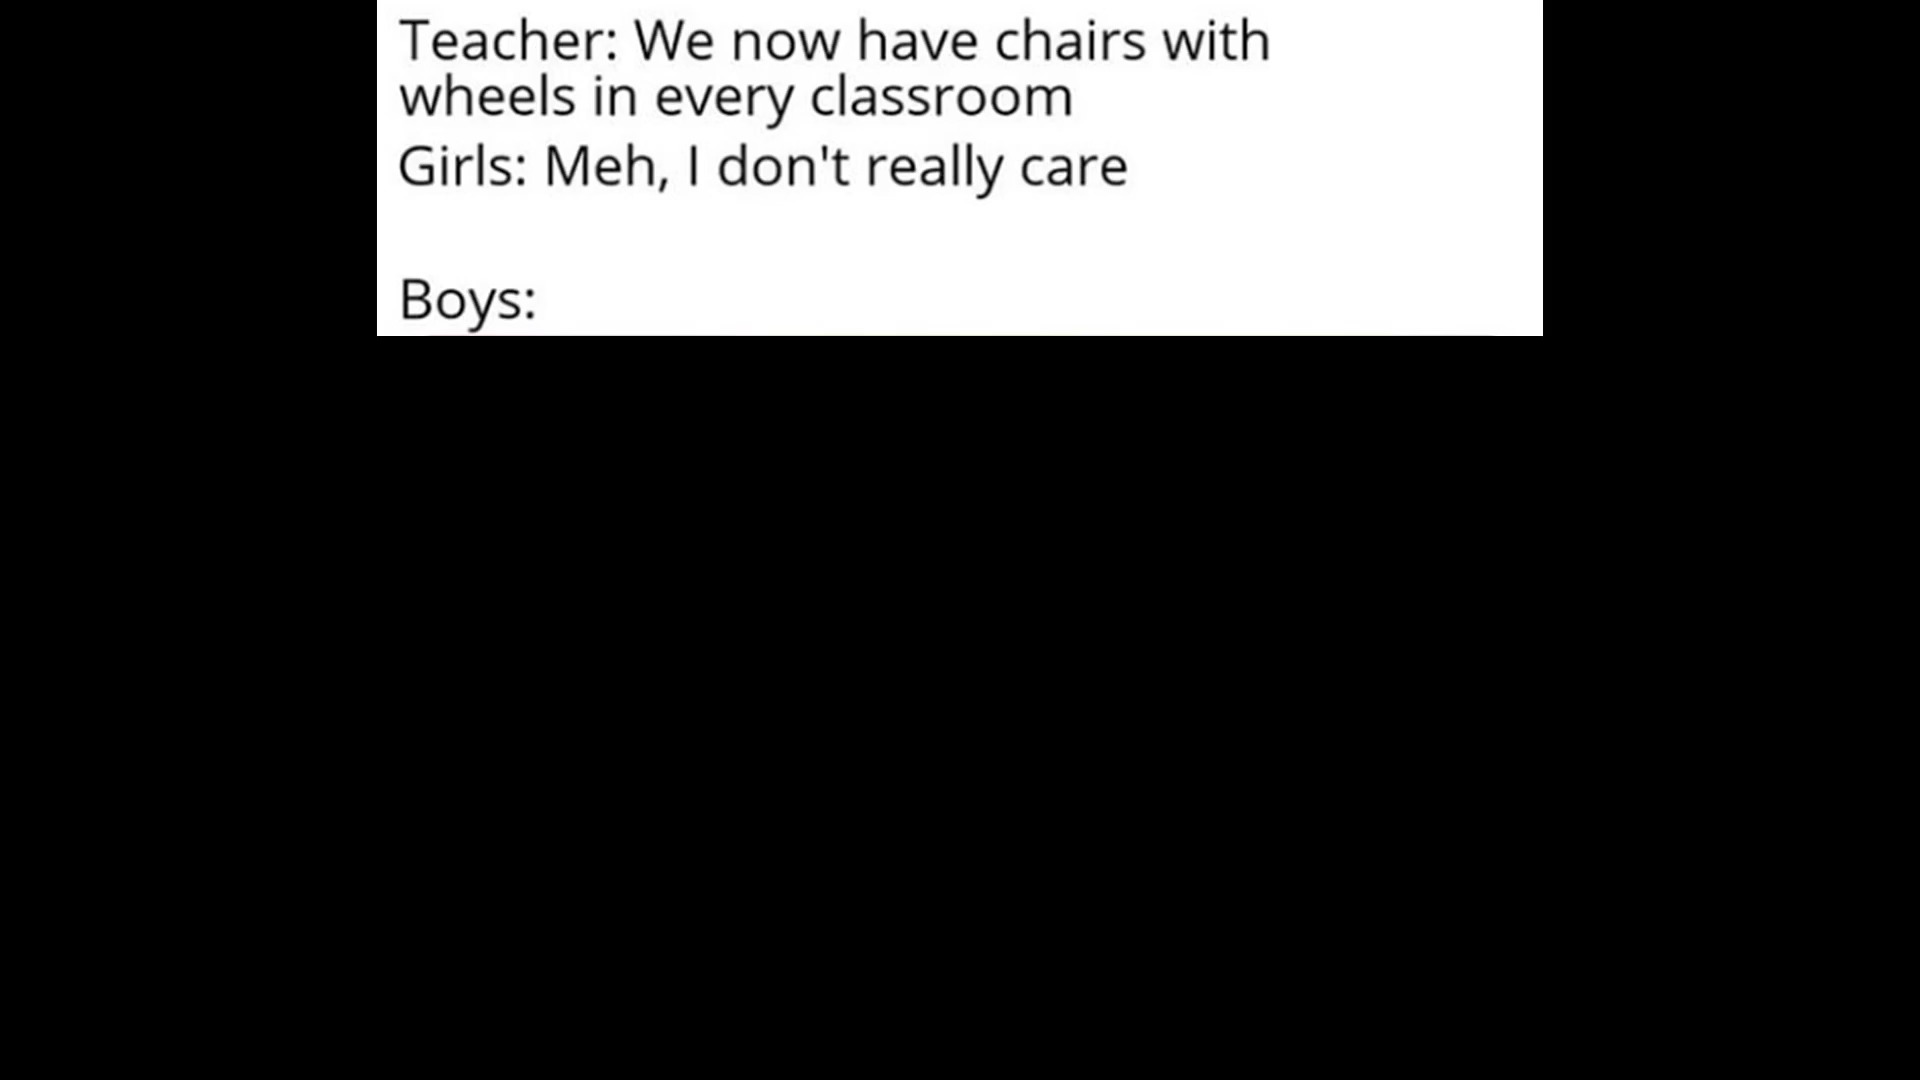 Teacher: We now have chairs with
wheels in every classroom
Girls: Meh, I don't really care
Boys: